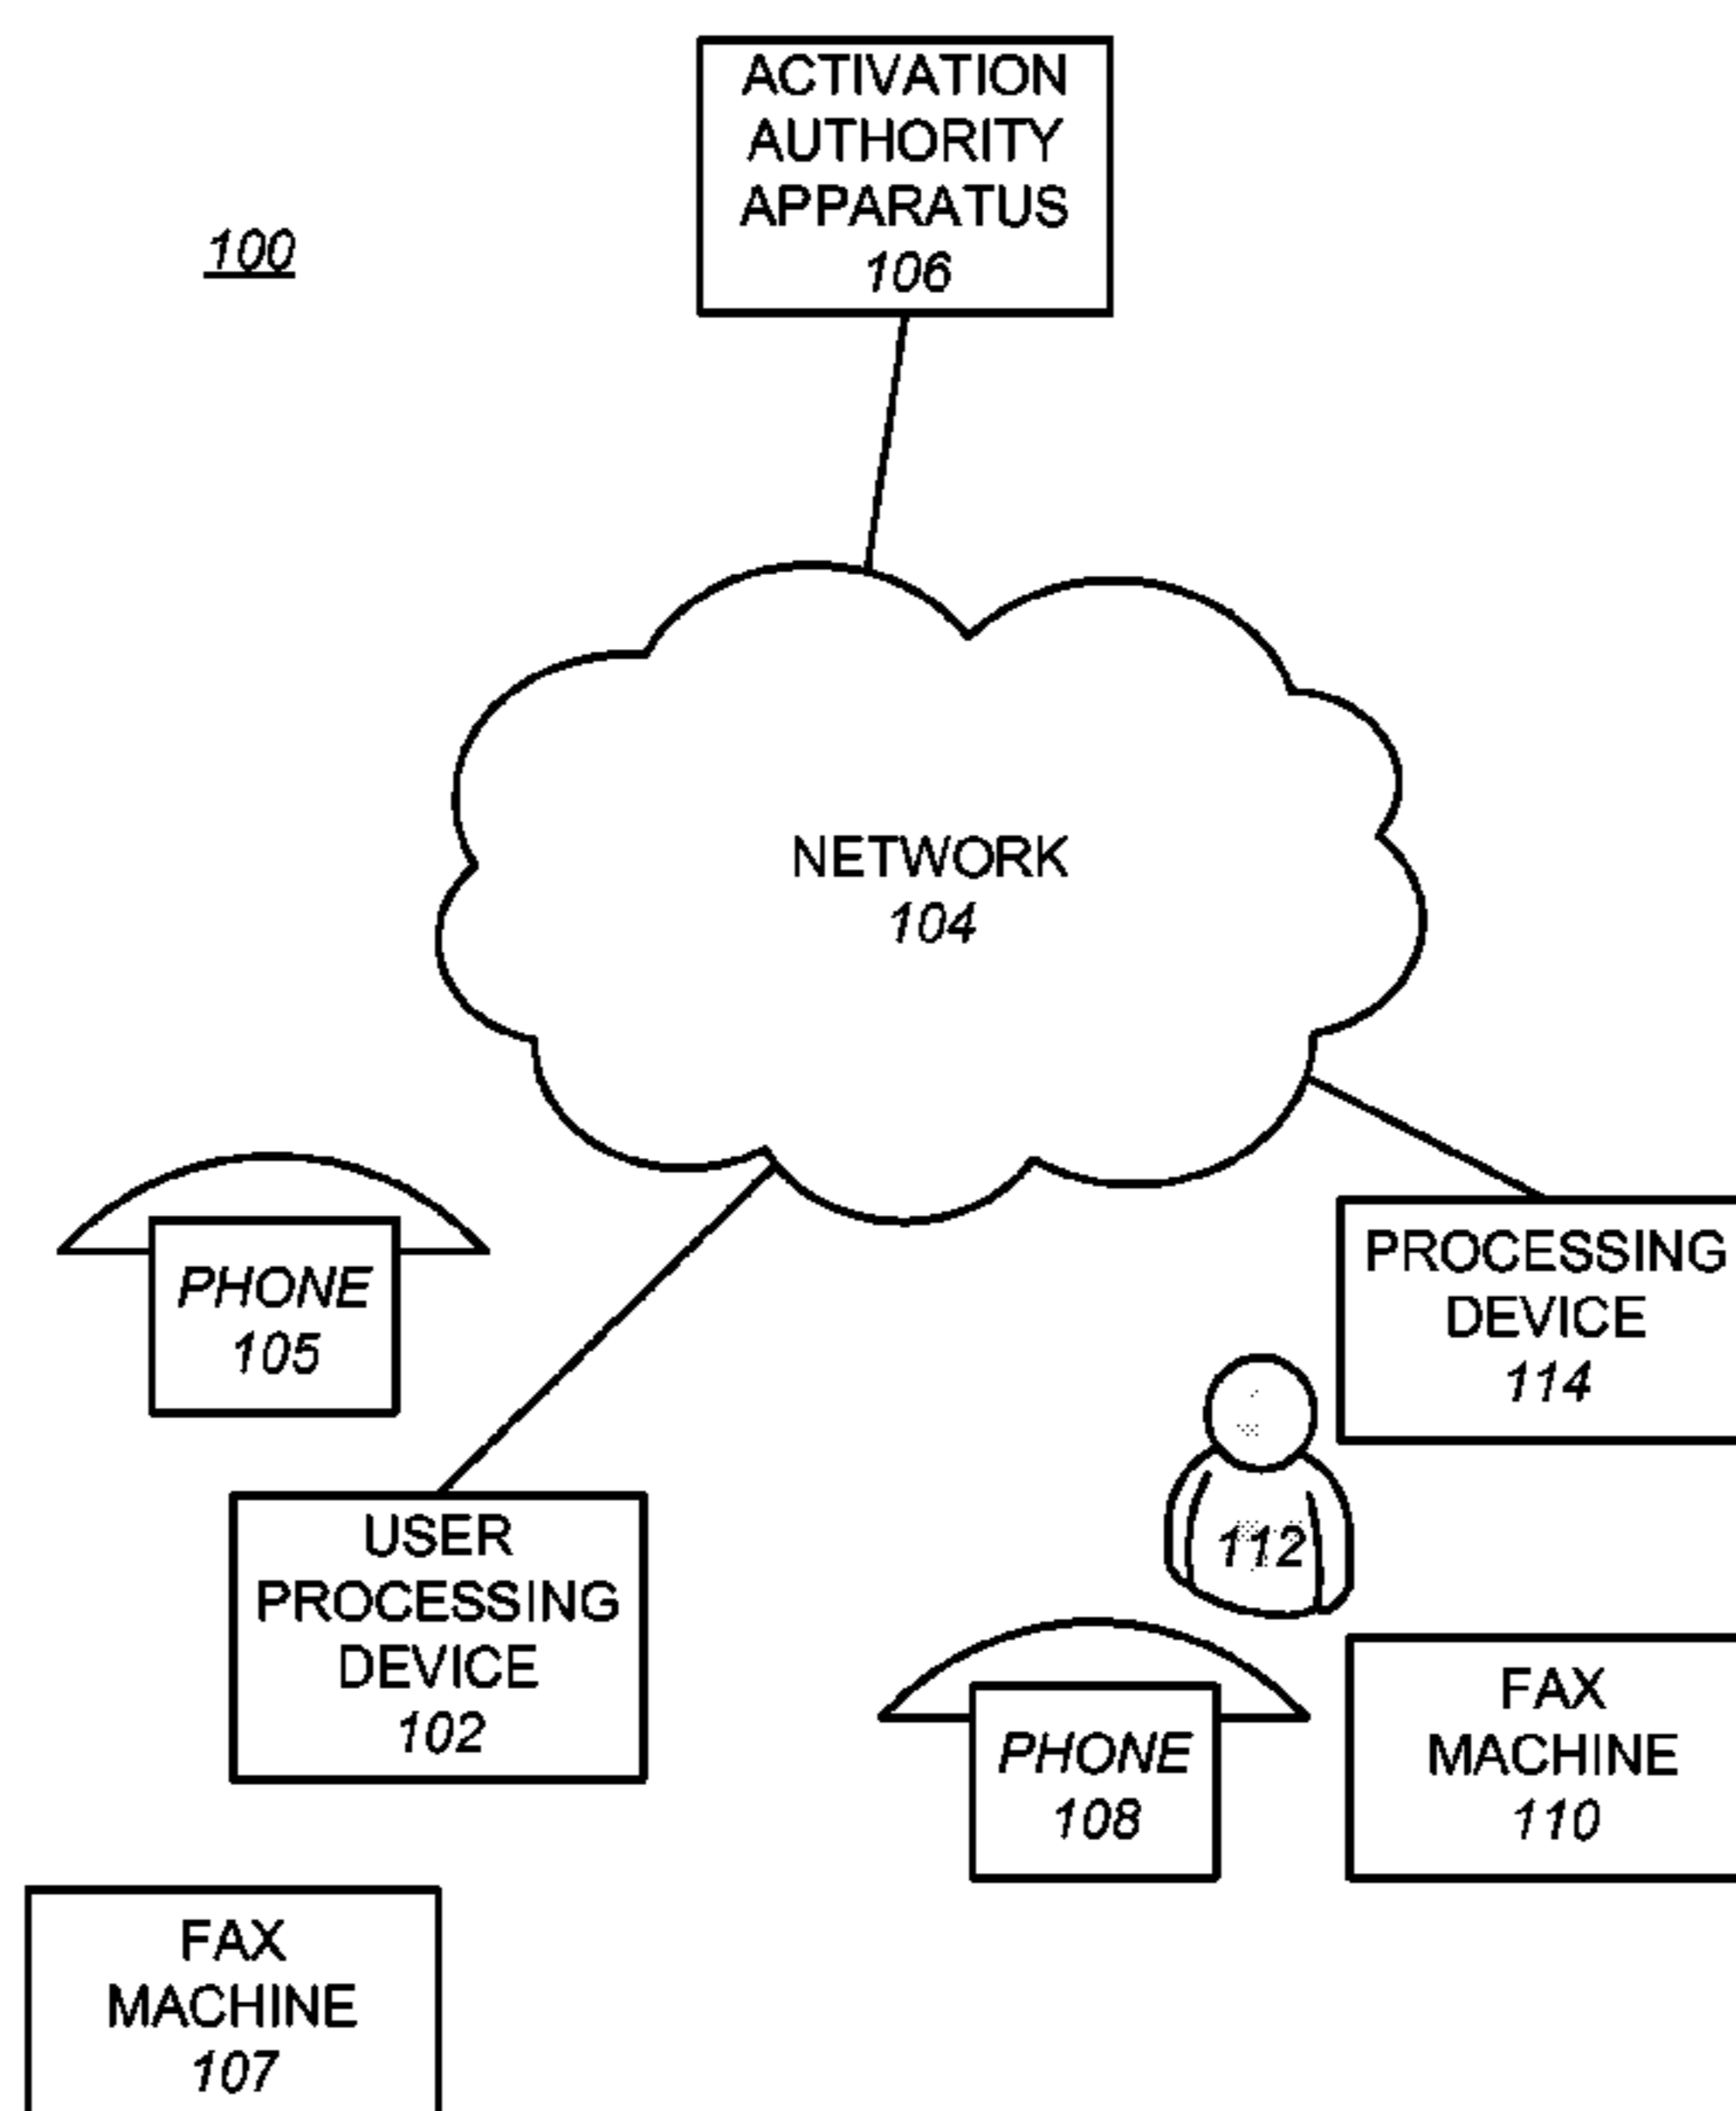 ACTIVATION
AUTHORITY
APPARATUS
106
100
NETWORK
104
PHONE
105
PROCESSING
DEVICE
114
USER
PROCESSING
DEVICE
102
112
PHONE
108
FAX
MACHINE
110
FAX
MACHINE
107